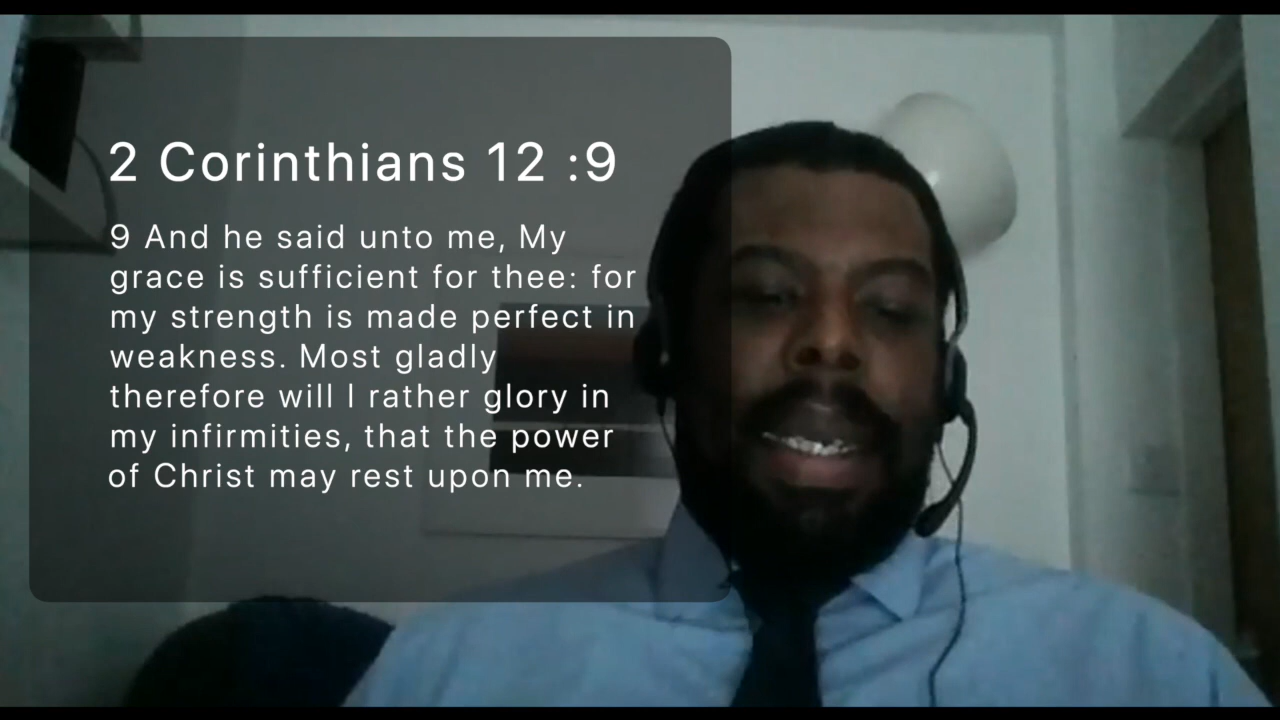 2 Corinthians 12 :9
9 And he said unto me, My
grace is sufficient for thee: for
my strength is made perfect in
weakness. Most gladly
therefore will I rather glory in
my infirmities, that the power
of Christ may rest upon me.